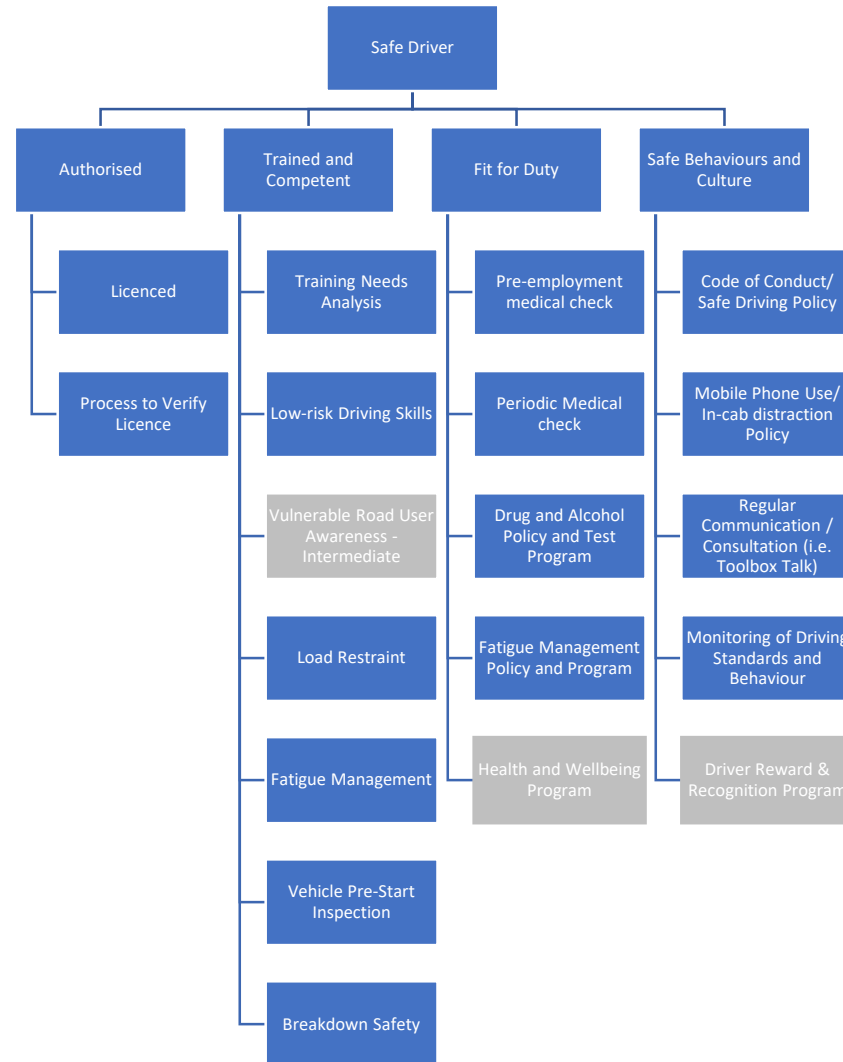 Safe Driver
Authorised
Trained and
Competent
Fit for Duty
Safe Behaviours and
Culture
Licenced
Process to Verify
Licence
Training Needs
Analysis
Low-risk Driving Skills
Vulnerable Road User
Awareness -
Intermediate
Load Restraint
Fatigue Management
Vehicle Pre-Start
Inspection
Breakdown Safety
Pre-employment
medical check
Periodic Medical
check
Drug and Alcohol
Policy and Test
Program
Fatigue Management
Policy and Program
Health and Wellbeing
Program
Code of Conduct/
Safe Driving Policy
Mobile Phone Use/
In-cab distraction
Policy
Regular
Communication /
Consultation (i.e.
Toolbox Talk)
Monitoring of Driving
Standards and
Behaviour
Driver Reward &
Recognition Program